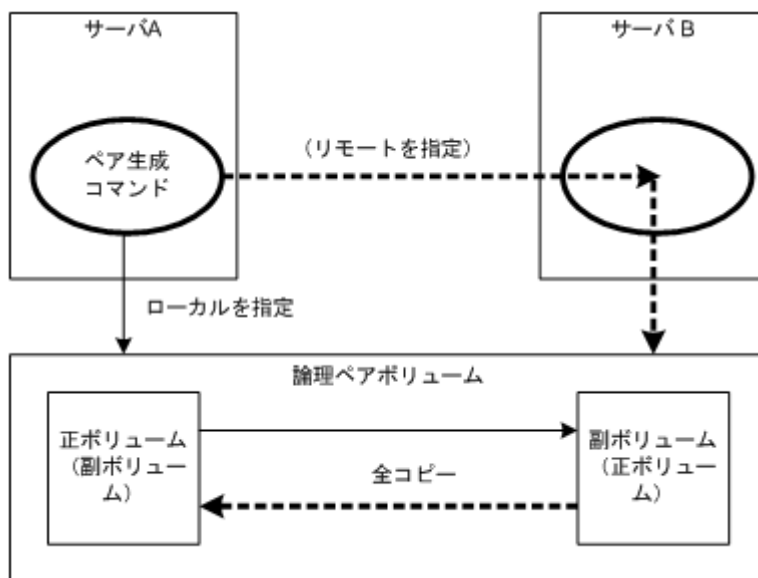 サーバA
サーバ B
ペア生成
コマンド
(リモートを指定)
ローカルを指定
論理ペアボリューム
正ボリューム
(副ボリュー
ム)
副ボリューム
(正ボリュー
ム)
全コピー